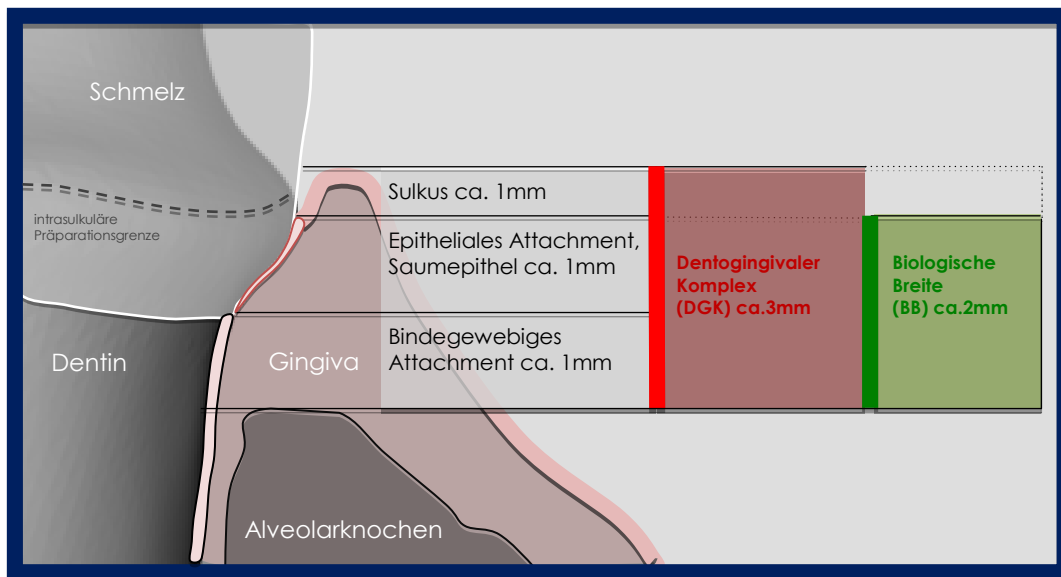 Schmelz
intrasulkuläre
Präparationsgrenze
Dentin
Gingiva
Alveolarknochen
Sulkus ca. 1mm
Epitheliales Attachment,
Saumepithel ca. 1mm
Bindegewebiges
Attachment ca. 1mm
Dentogingivaler
Komplex
(DGK) ca.3mm
Biologische
Breite
(BB) ca.2mm